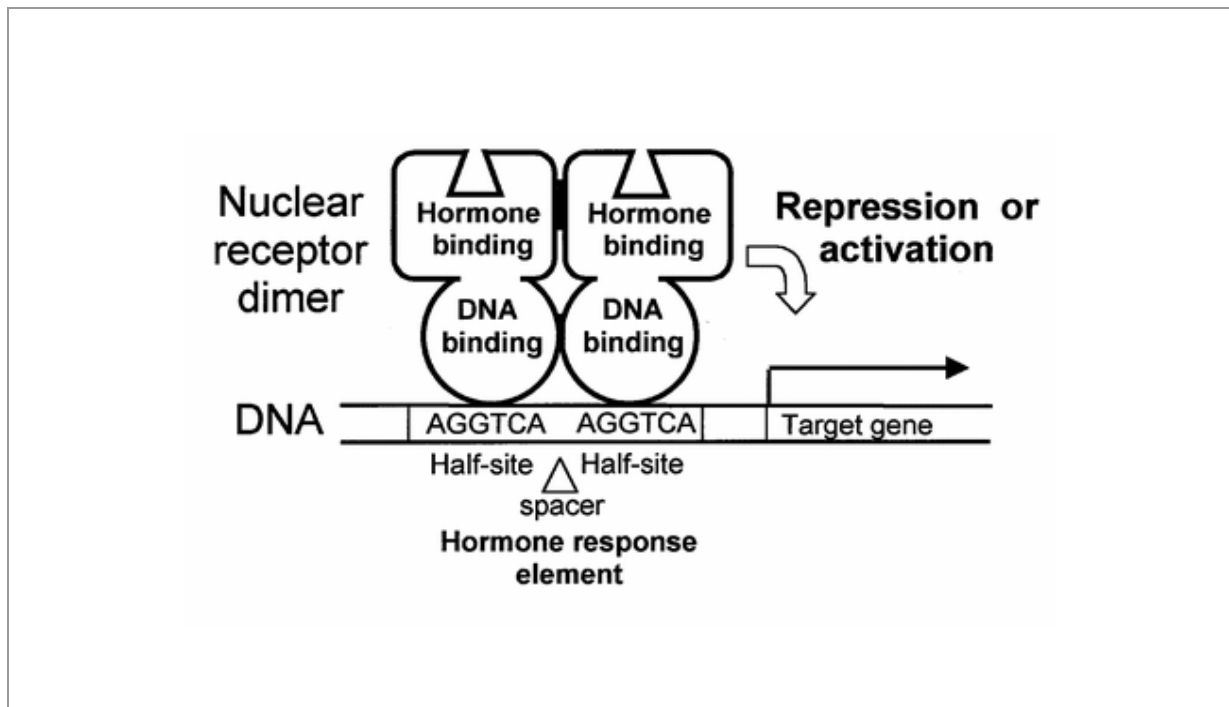 Nuclear
receptor
dimer
Hormone
binding
Hormone
binding
Repression or
activation
DNA
binding
DNA
binding
DNA
AGGTCA AGGTCA
Target gene
Half-site Half-site
spacer
Hormone response
element